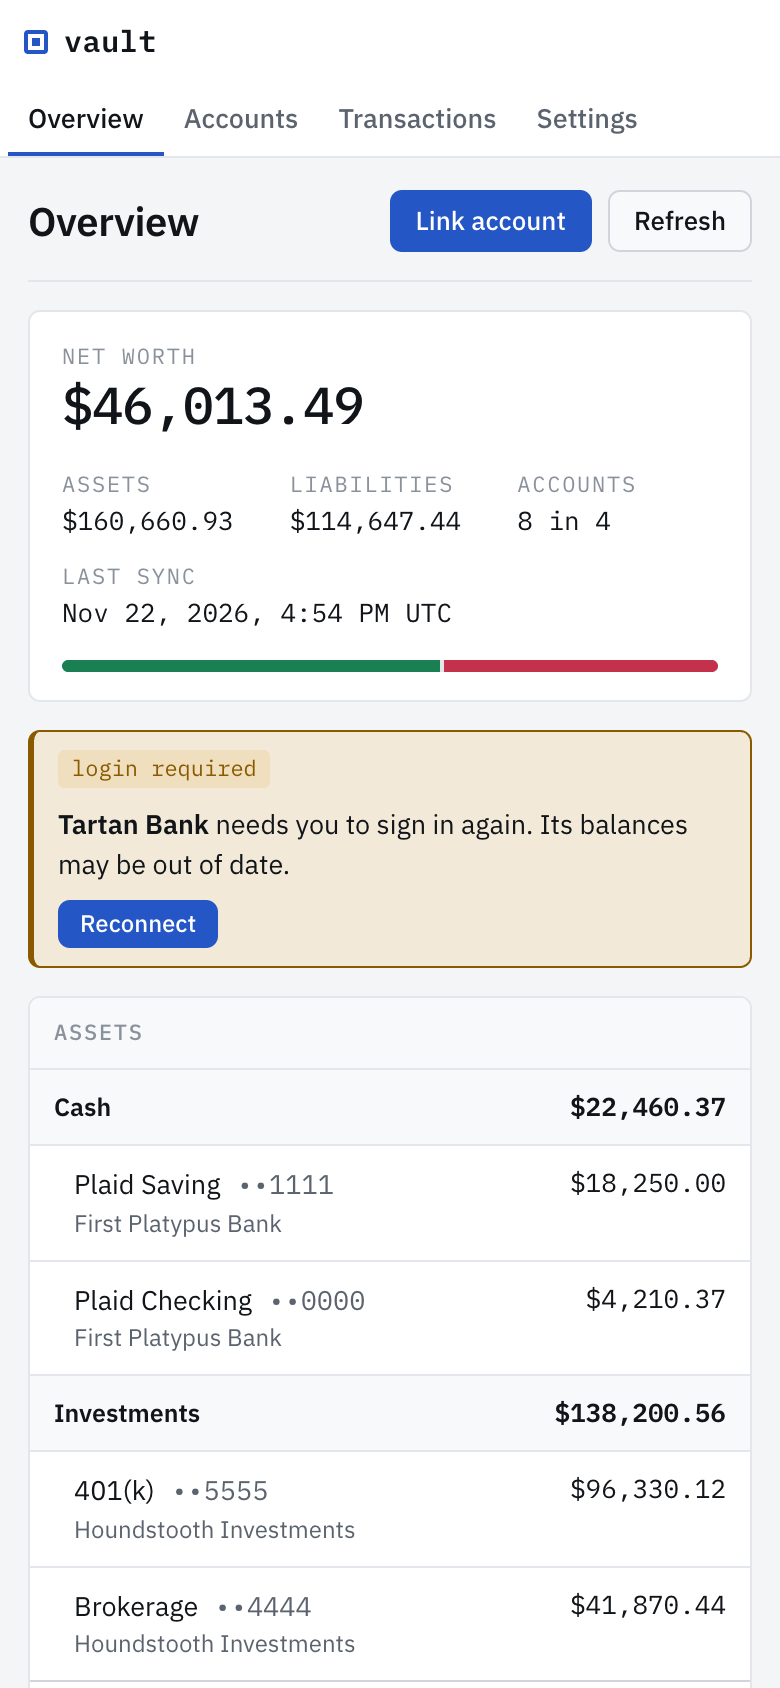 vault
Overview Accounts Transactions Settings
Overview Link account Refresh
NET WORTH
$46,013.49
ASSETS LIABILITIES ACCOUNTS
$160,660.93 $114,647.44 8 in 4
LAST SYNC
Nov 22, 2026, 4:54 PM UTC
login required
Tartan Bank needs you to sign in again. Its balances
may be out of date.
Reconnect
ASSETS
Cash $22,460.37
Plaid Saving ••1111 $18,250.00
First Platypus Bank
Plaid Checking ••0000 $4,210.37
First Platypus Bank
Investments $138,200.56
401(k) ••5555 $96,330.12
Houndstooth Investments
Brokerage ••4444 $41,870.44
Houndstooth Investments